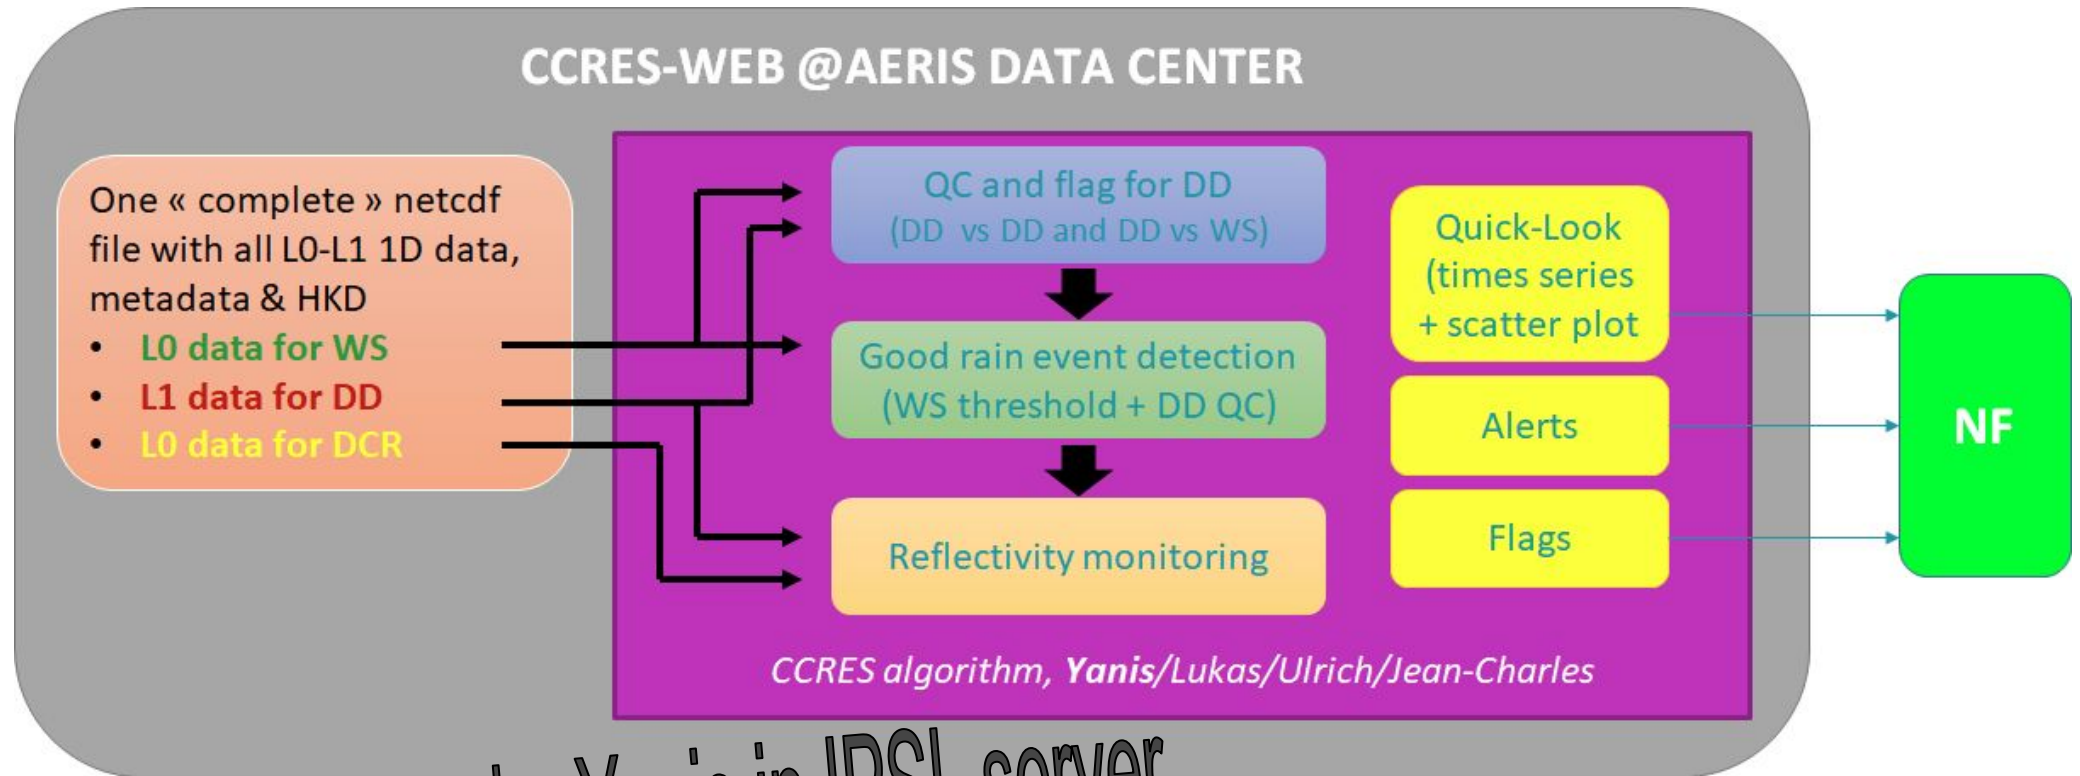 CCRES-WEB @AERIS DATA CENTER
One « complete » netcdf
file with all L0-L1 1D data,
metadata & HKD
• L0 data for WS
• L1 data for DD
• L0 data for DCR
QC and flag for DD
(DD vs DD and DD vs WS)
Good rain event detection
(WS threshold + DD QC)
Reflectivity monitoring
Quick-Look
(times series
+ scatter plot
Alerts
Flags
NF
CCRES algorithm, Yanis/Lukas/Ulrich/Jean-Charles
by Yanis in IPSL server